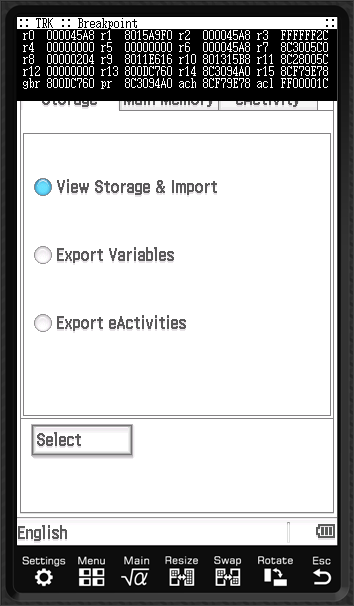 :: TRK :: Breakpoint ::
r0 000045A8 r1 8015A9F0 r2 000045A8 r3 FFFFFF2C
r4 00000000 r5 00000000 r6 000045A8 r7 8C3005C0
r8 00000204 r9 8011E616 r10 801315B8 r11 8C28005C
r12 00000000 r13 800DC760 r14 8C3094A0 r15 8CF79E78
gbr 800DC760 pr 8C3094A0 ach 8CF79E78 acl FF00001C
Storage Main Memory eActivity
View Storage & Import
Export Variables
Export eActivities
Select
English
Settings Menu Main Resize Swap Rotate Esc
√α